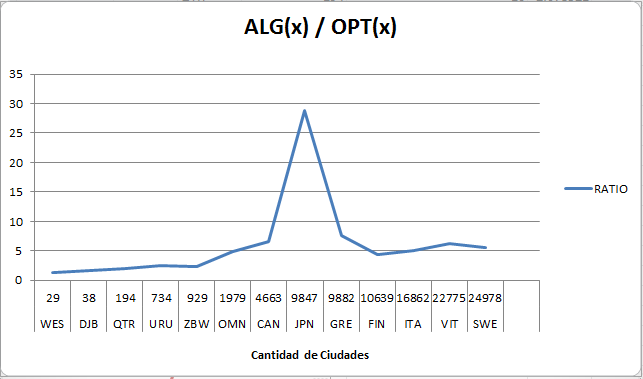 ALG(x) / OPT(x)
35
30
25
20
15
10
5
0
RATIO
29 38 194 734 929 1979 4663 9847 9882 10639 16862 22775 24978
WES DJB QTR URU ZBW OMN CAN JPN GRE FIN ITA VIT SWE
Cantidad de Ciudades